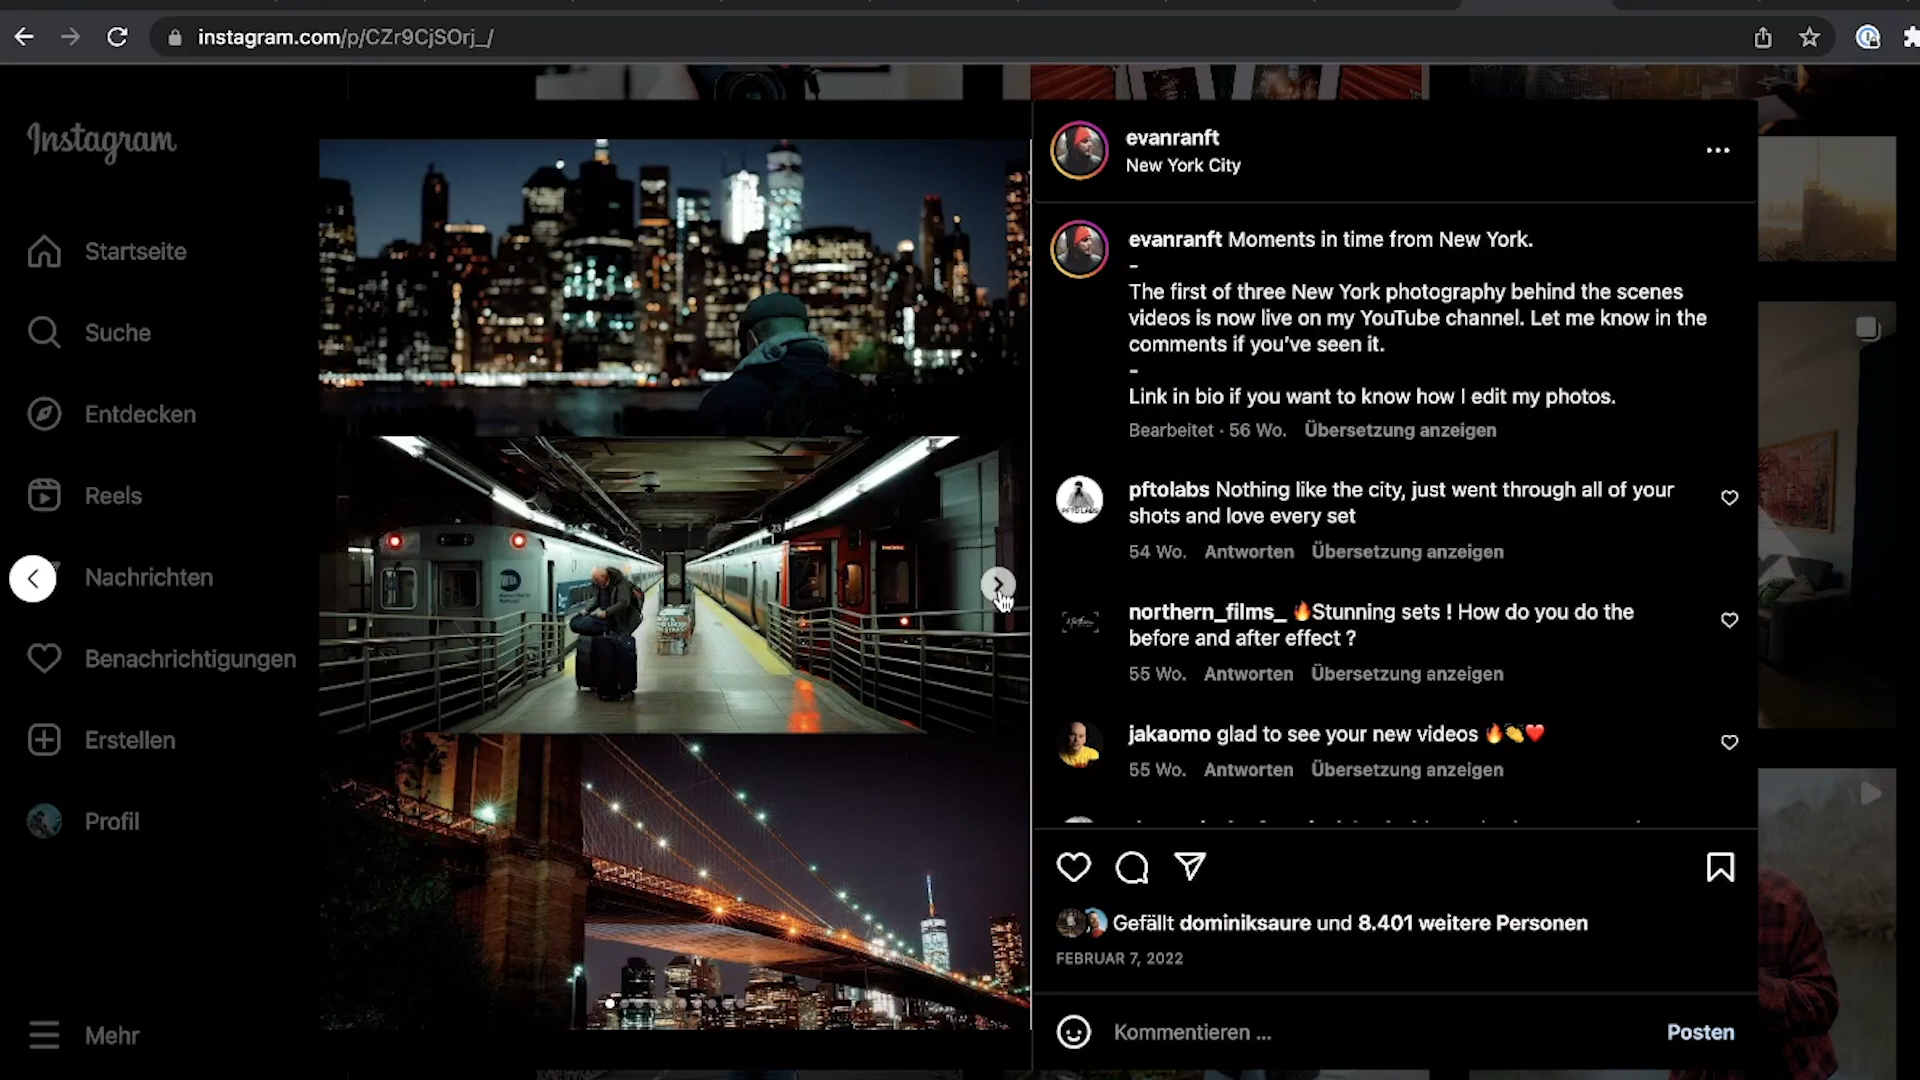 instagram.com/p/CZr9CjSOrj_/
Instagram
Startseite
Suche
Entdecken
Reels
Nachrichten
Benachrichtigungen
Erstellen
Profil
Mehr
23
MTA
evanranft
New York City
evanranft Moments in time from New York.
-
The first of three New York photography behind the scenes
videos is now live on my YouTube channel. Let me know in the
comments if you've seen it.
-
Link in bio if you want to know how I edit my photos.
Bearbeitet · 56 Wo. Übersetzung anzeigen
PFTO LABS
pftolabs Nothing like the city, just went through all of your
shots and love every set
54 Wo. Antworten Übersetzung anzeigen
northern_films_ 🔥Stunning sets ! How do you do the
before and after effect ?
55 Wo. Antworten Übersetzung anzeigen
jakaomo glad to see your new videos 🔥👏❤️
55 Wo. Antworten Übersetzung anzeigen
Gefällt dominiksaure und 8.401 weitere Personen
FEBRUAR 7, 2022
Kommentieren ...
Posten